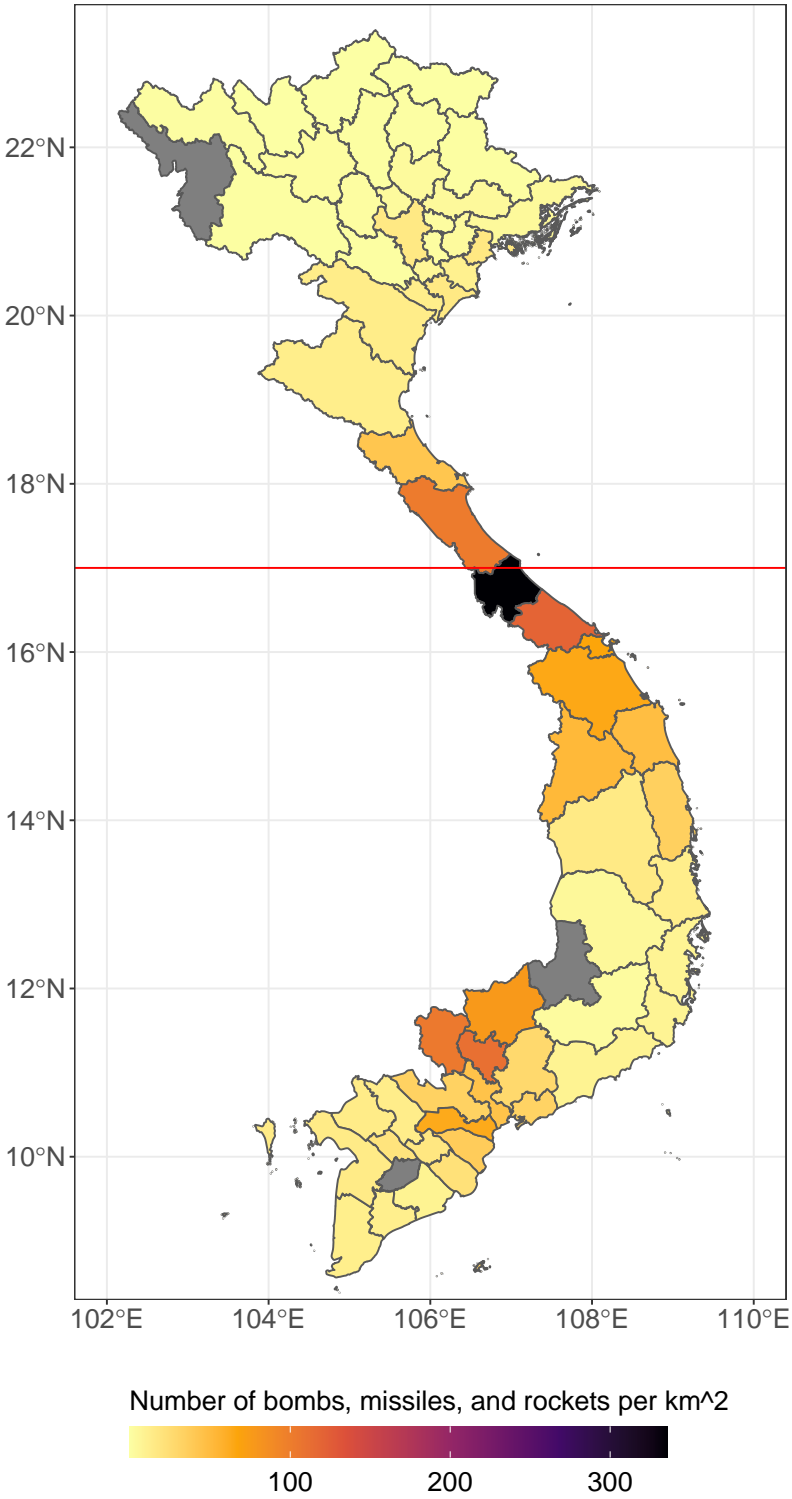 22°N
20°N
18°N
16°N
14°N
12°N
10°N
102°E 104°E 106°E 108°E 110°E
Number of bombs, missiles, and rockets per km^2
100 200 300